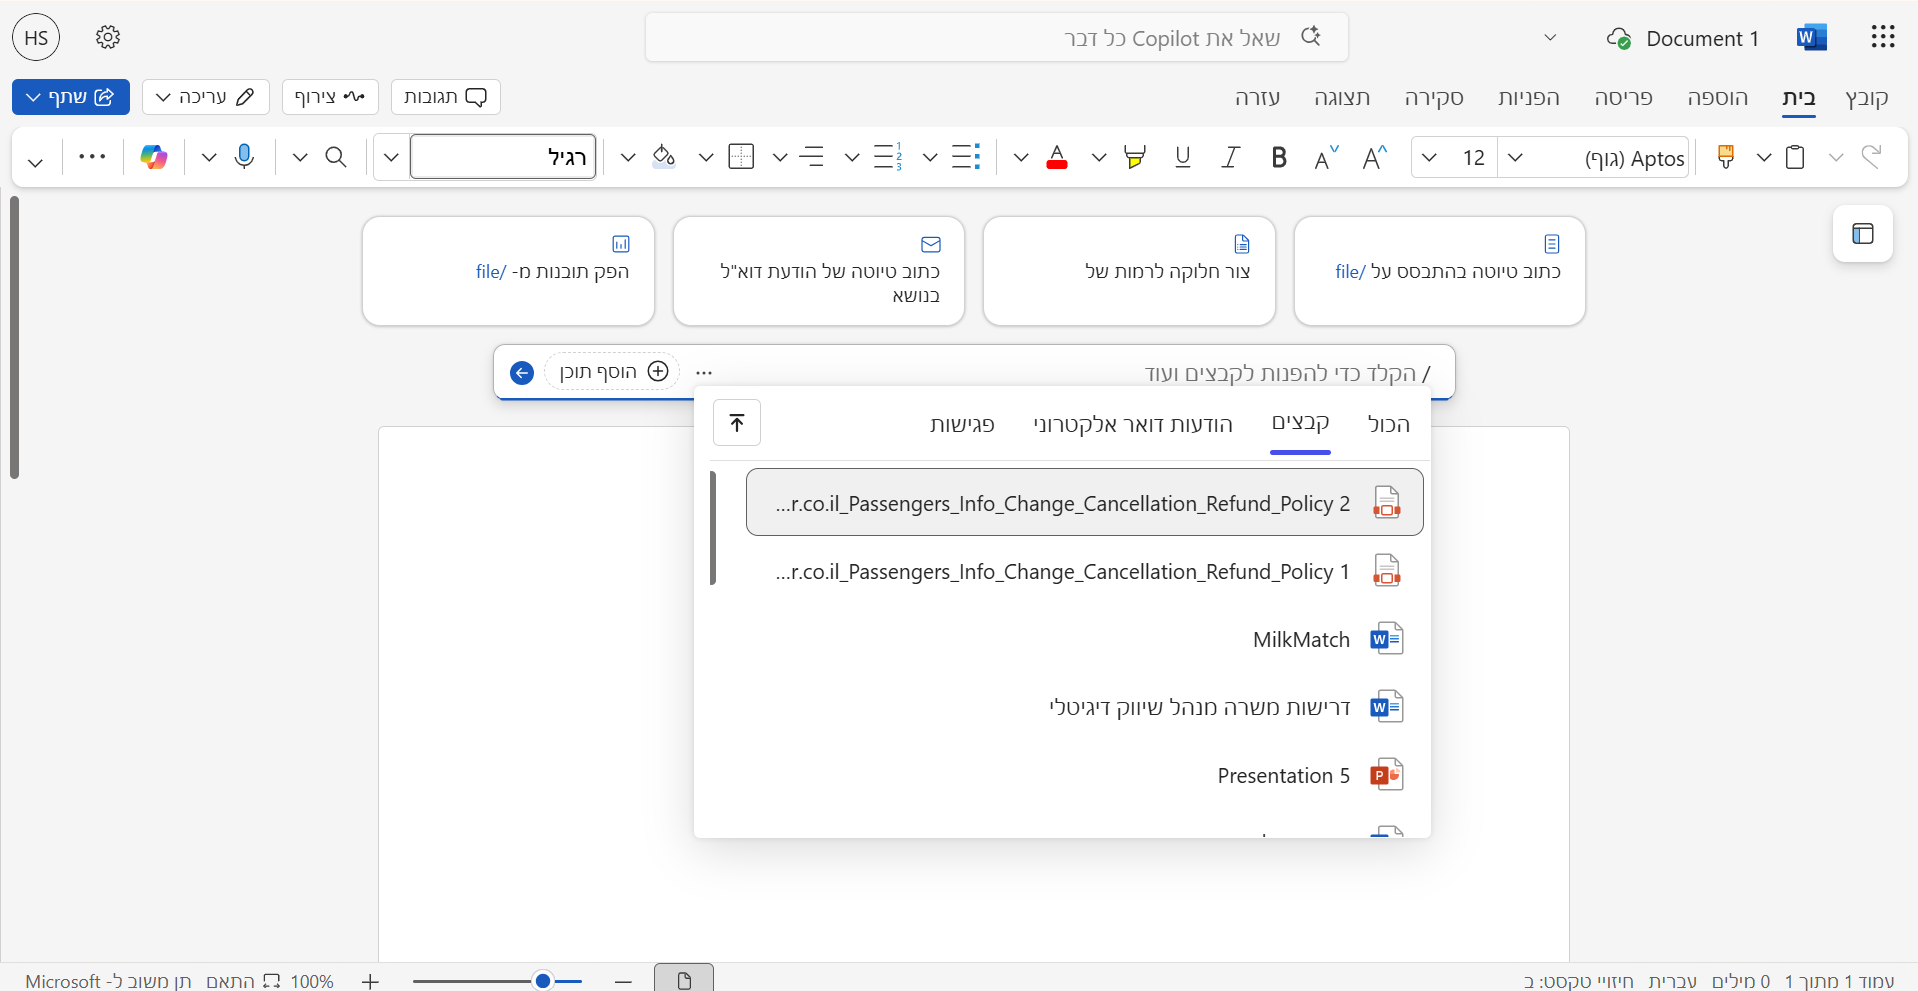 HS
שאל את Copilot כל דבר
Document 1
קובץ
בית
הוספה
פריסה
הפניות
סקירה
תצוגה
עזרה
תגובות
צירוף
עריכה
שתף
Aptos (גוף)
12
רגיל
כתוב טיוטה בהתבסס על /file
צור חלוקה לרמות של
כתוב טיוטה של הודעת דוא"ל
בנושא
הפק תובנות מ- /file
/ הקלד כדי להפנות לקבצים ועוד
הוסף תוכן
הכול
קבצים
הודעות דואר אלקטרוני
פגישות
...r.co.il_Passengers_Info_Change_Cancellation_Refund_Policy 2
...r.co.il_Passengers_Info_Change_Cancellation_Refund_Policy 1
MilkMatch
דרישות משרה מנהל שיווק דיגיטלי
Presentation 5
עמוד 1 מתוך 1
0 מילים
עברית
חיזויי טקסט: ב
100%
התאם
תן משוב ל- Microsoft